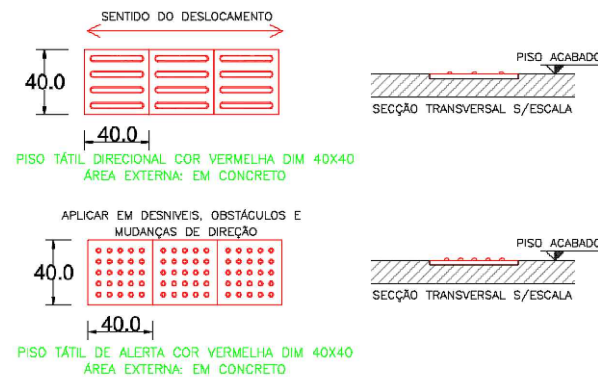 SENTIDO DO DESLOCAMENTO
40.0
40.0
PISO TÁTIL DIRECIONAL COR VERMELHA DIM 40X40
ÁREA EXTERNA: EM CONCRETO
PISO ACABADO
SECÇÃO TRANSVERSAL S/ESCALA
APLICAR EM DESNIVEIS, OBSTÁCULOS E
MUDANÇAS DE DIREÇÃO
40.0
40.0
PISO TÁTIL DE ALERTA COR VERMELHA DIM 40X40
ÁREA EXTERNA: EM CONCRETO
PISO ACABADO
SECÇÃO TRANSVERSAL S/ESCALA